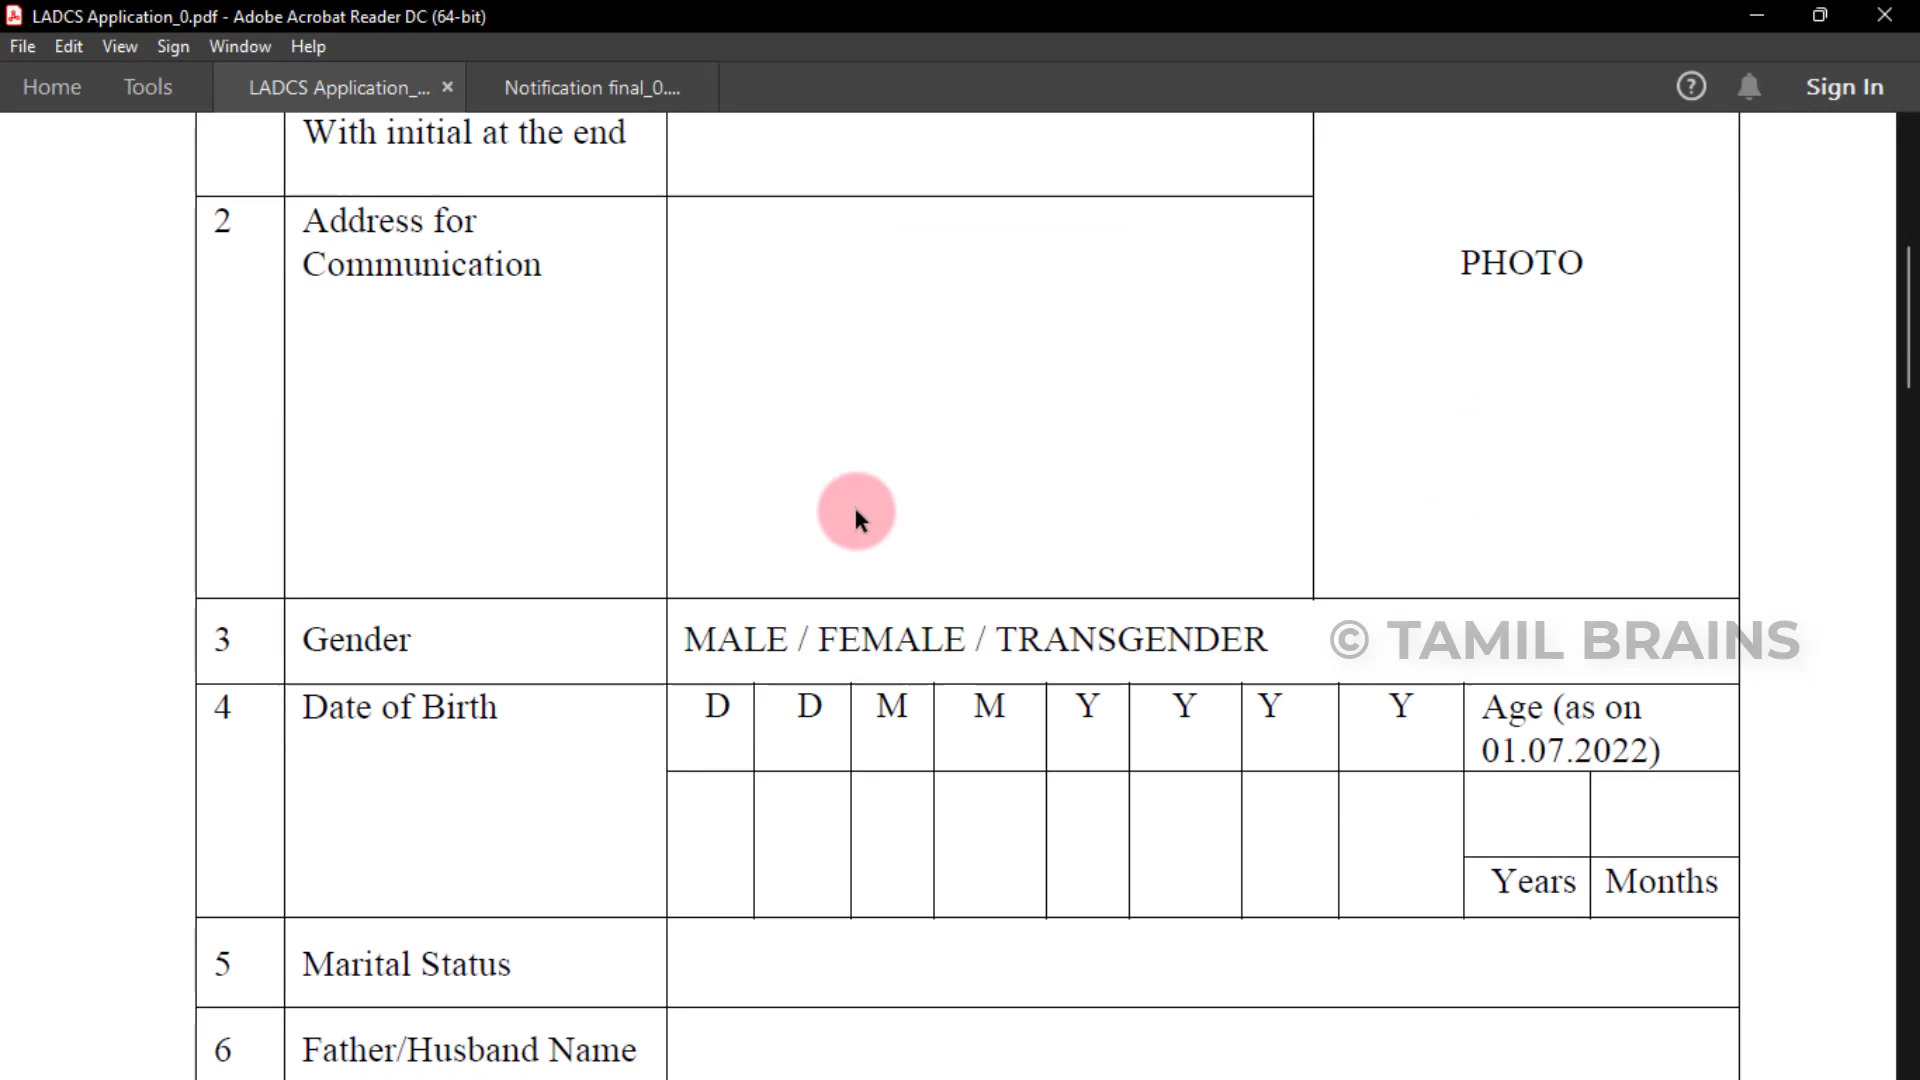 LADCS Application_0.pdf - Adobe Acrobat Reader DC (64-bit)
File Edit View Sign Window Help
Home Tools LADCS Application_... × Notification final_0.... Sign In
With initial at the end
2 Address for
Communication
PHOTO
3 Gender MALE / FEMALE / TRANSGENDER © TAMIL BRAINS
4 Date of Birth D D M M Y Y Y Y Age (as on
01.07.2022)
Years Months
5 Marital Status
6 Father/Husband Name